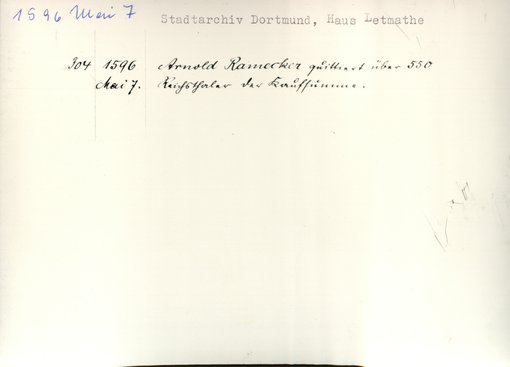 1596 Mai 7
Stadtarchiv Dortmund, Haus Letmathe
304 1596 Arnold Ramecker quittiert über 550
Mai 7. Reichsthaler der Kaufsumme.